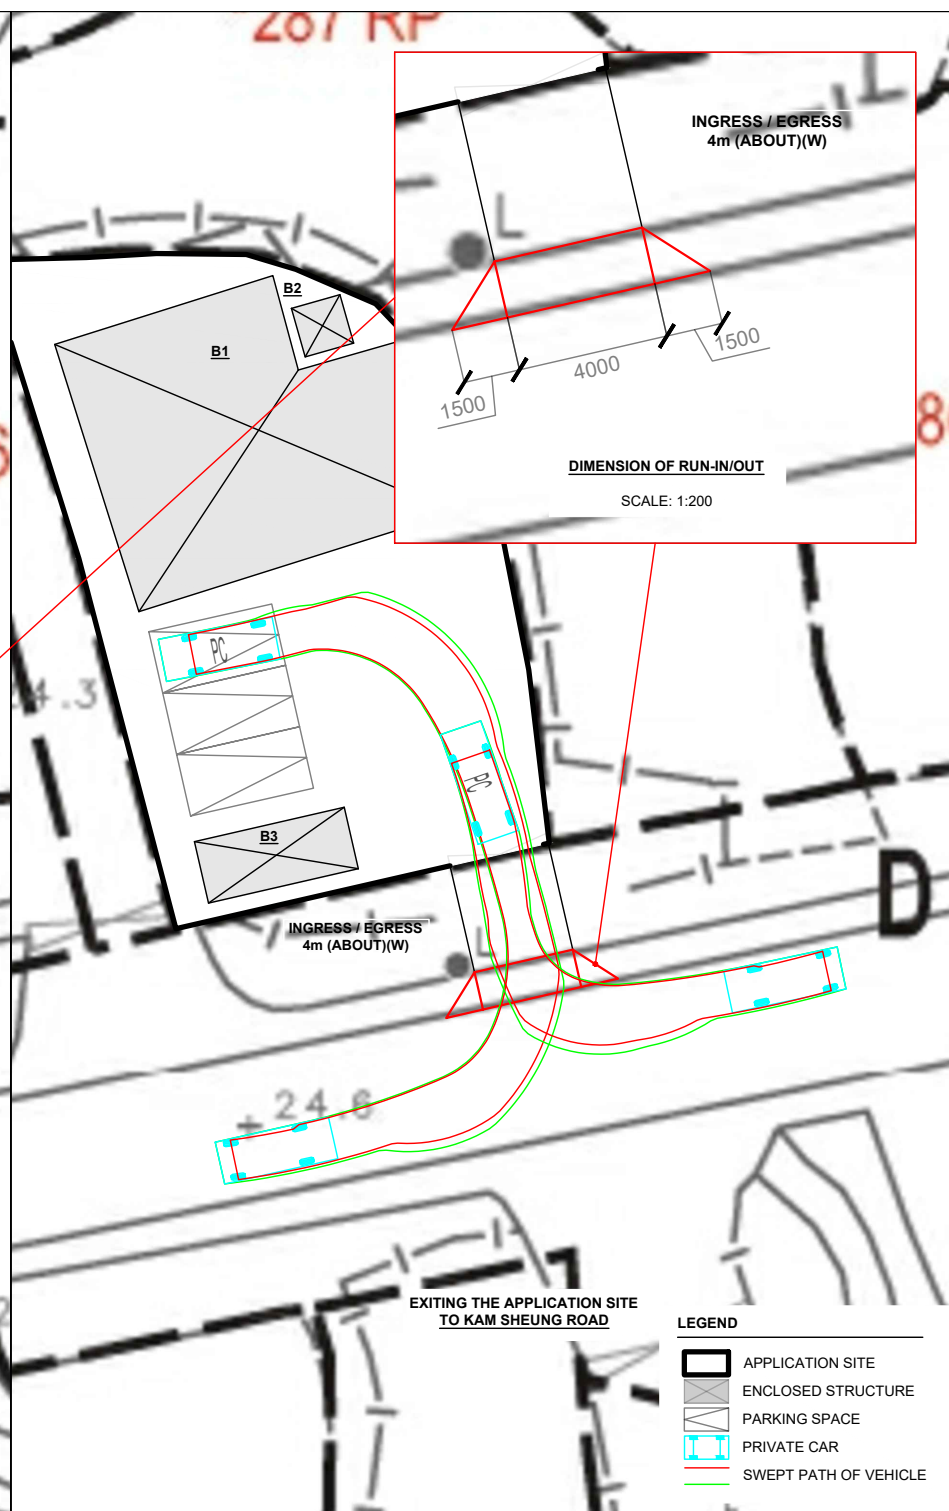 287 RP
INGRESS / EGRESS
4m (ABOUT)(W)
L
1500
4000
1500
DIMENSION OF RUN-IN/OUT
SCALE: 1:200
B2
B1
PC
PC
B3
INGRESS / EGRESS
4m (ABOUT)(W)
L
D
+ 24.6
EXITING THE APPLICATION SITE
TO KAM SHEUNG ROAD
LEGEND
APPLICATION SITE
ENCLOSED STRUCTURE
PARKING SPACE
PRIVATE CAR
SWEPT PATH OF VEHICLE